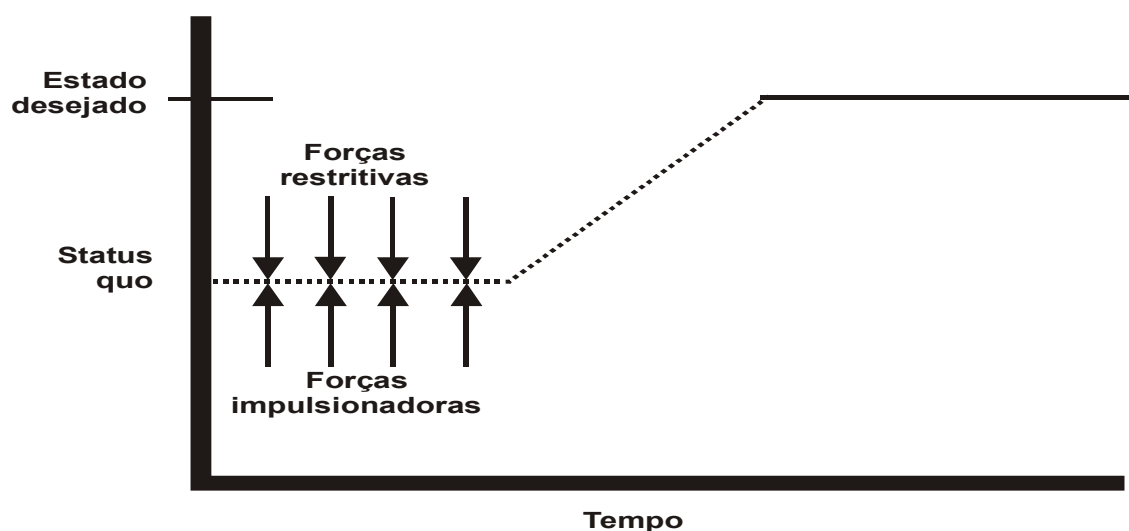 Estado
desejado
Forças
restritivas
Status
quo
Forças
impulsionadoras
Tempo